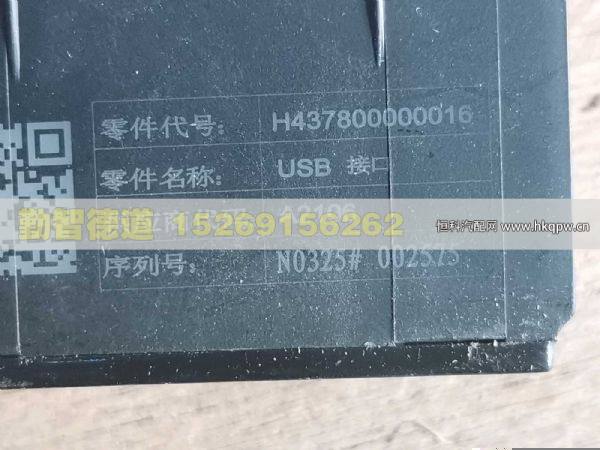 零件代号: H437800000016
零件名称: USB 接口
勤智德道 15269156262
恒科汽配网 www.hkqpw.cn
序列号: N0325# 002575